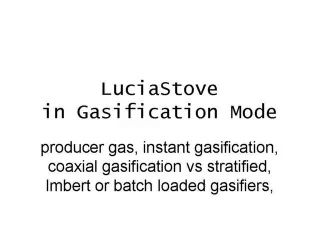 LuciaStove
in Gasification Mode
producer gas, instant gasification,
coaxial gasification vs stratified,
Imbert or batch loaded gasifiers,